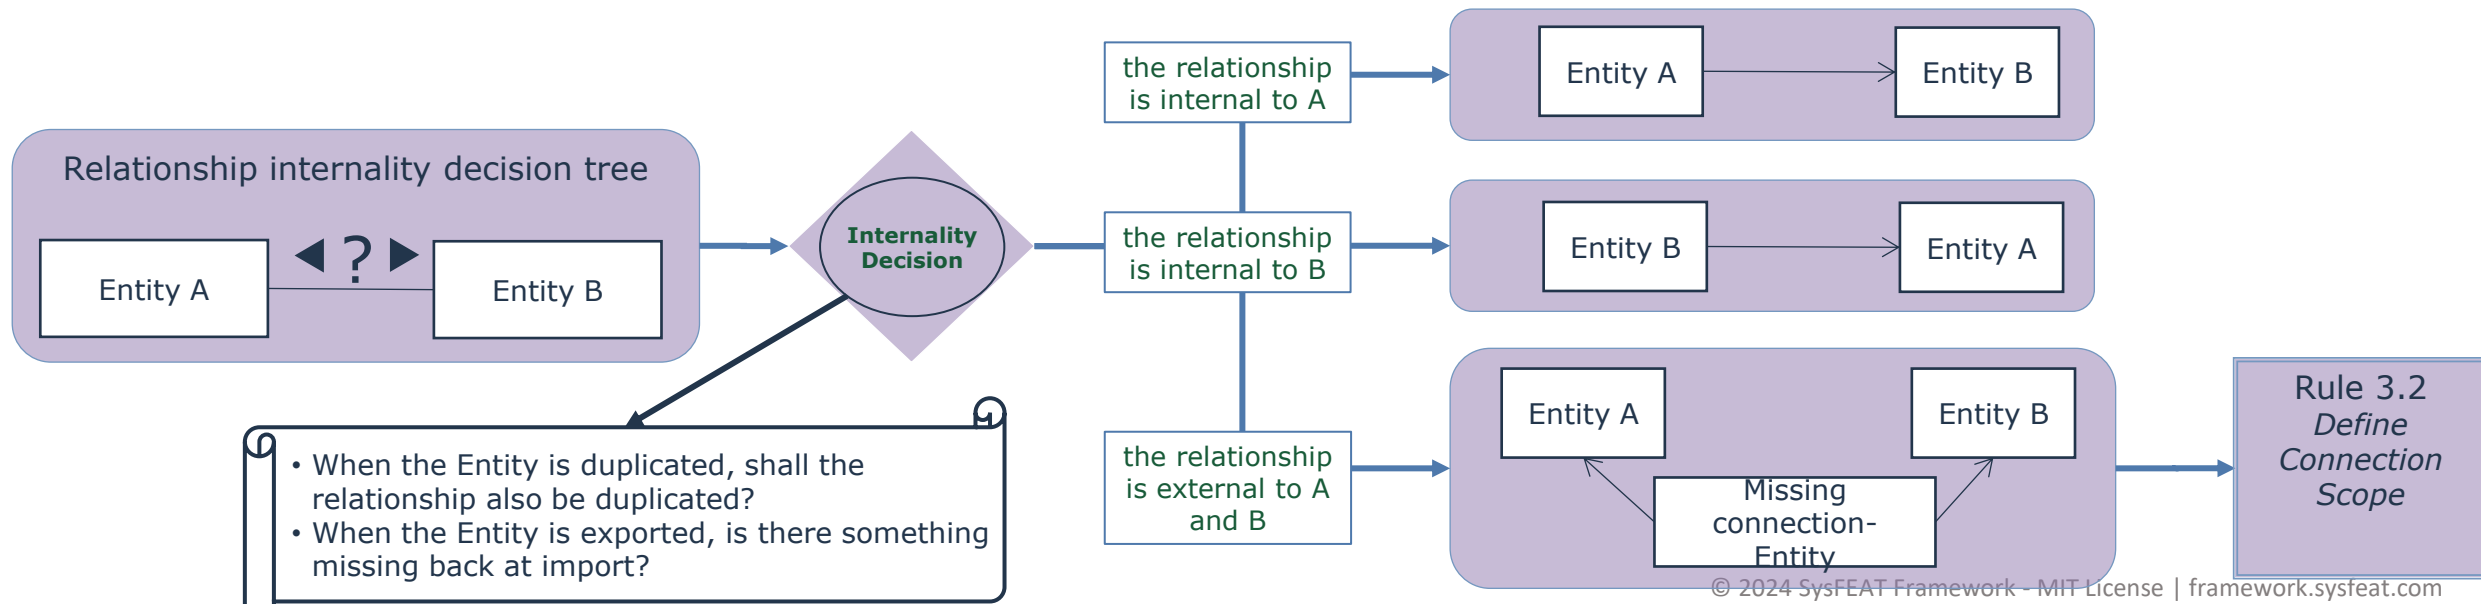 Relationship internality decision tree
Entity A
?
Entity B
Internality
Decision
• When the Entity is duplicated, shall the
relationship also be duplicated?
• When the Entity is exported, is there something
missing back at import?
the relationship
is internal to A
Entity A
Entity B
the relationship
is internal to B
Entity B
Entity A
the relationship
is external to A
and B
Entity A
Entity B
Missing
connection-
Entity
Rule 3.2
Define
Connection
Scope
© 2024 SysFEAT Framework - MIT License | framework.sysfeat.com